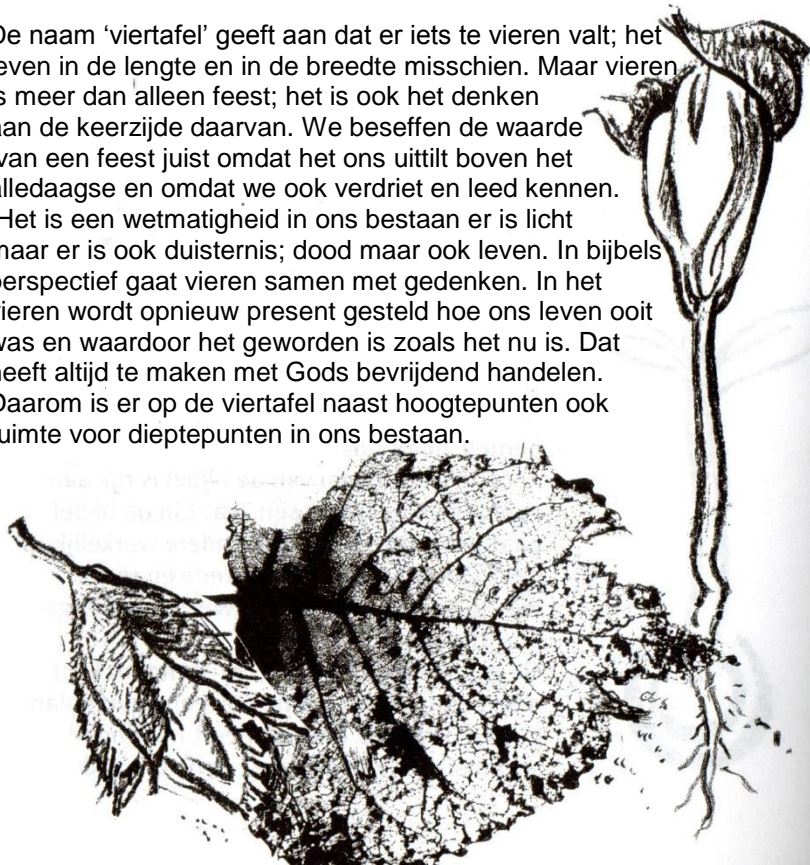 De naam ‘viertafel’ geeft aan dat er iets te vieren valt; het
even in de lengte en in de breedte misschien. Maar vieren
s meer dan alleen feest; het is ook het denken
aan de keerzijde daarvan. We beseffen de waarde
van een feest juist omdat het ons uittilt boven het
alledaagse en omdat we ook verdriet en leed kennen.
Het is een wetmatigheid in ons bestaan er is licht
maar er is ook duisternis; dood maar ook leven. In bijbels
perspectief gaat vieren samen met gedenken. In het
vieren wordt opnieuw present gesteld hoe ons leven ooit
was en waardoor het geworden is zoals het nu is. Dat
heeft altijd te maken met Gods bevrijdend handelen.
Daarom is er op de viertafel naast hoogtepunten ook
uimte voor dieptepunten in ons bestaan.